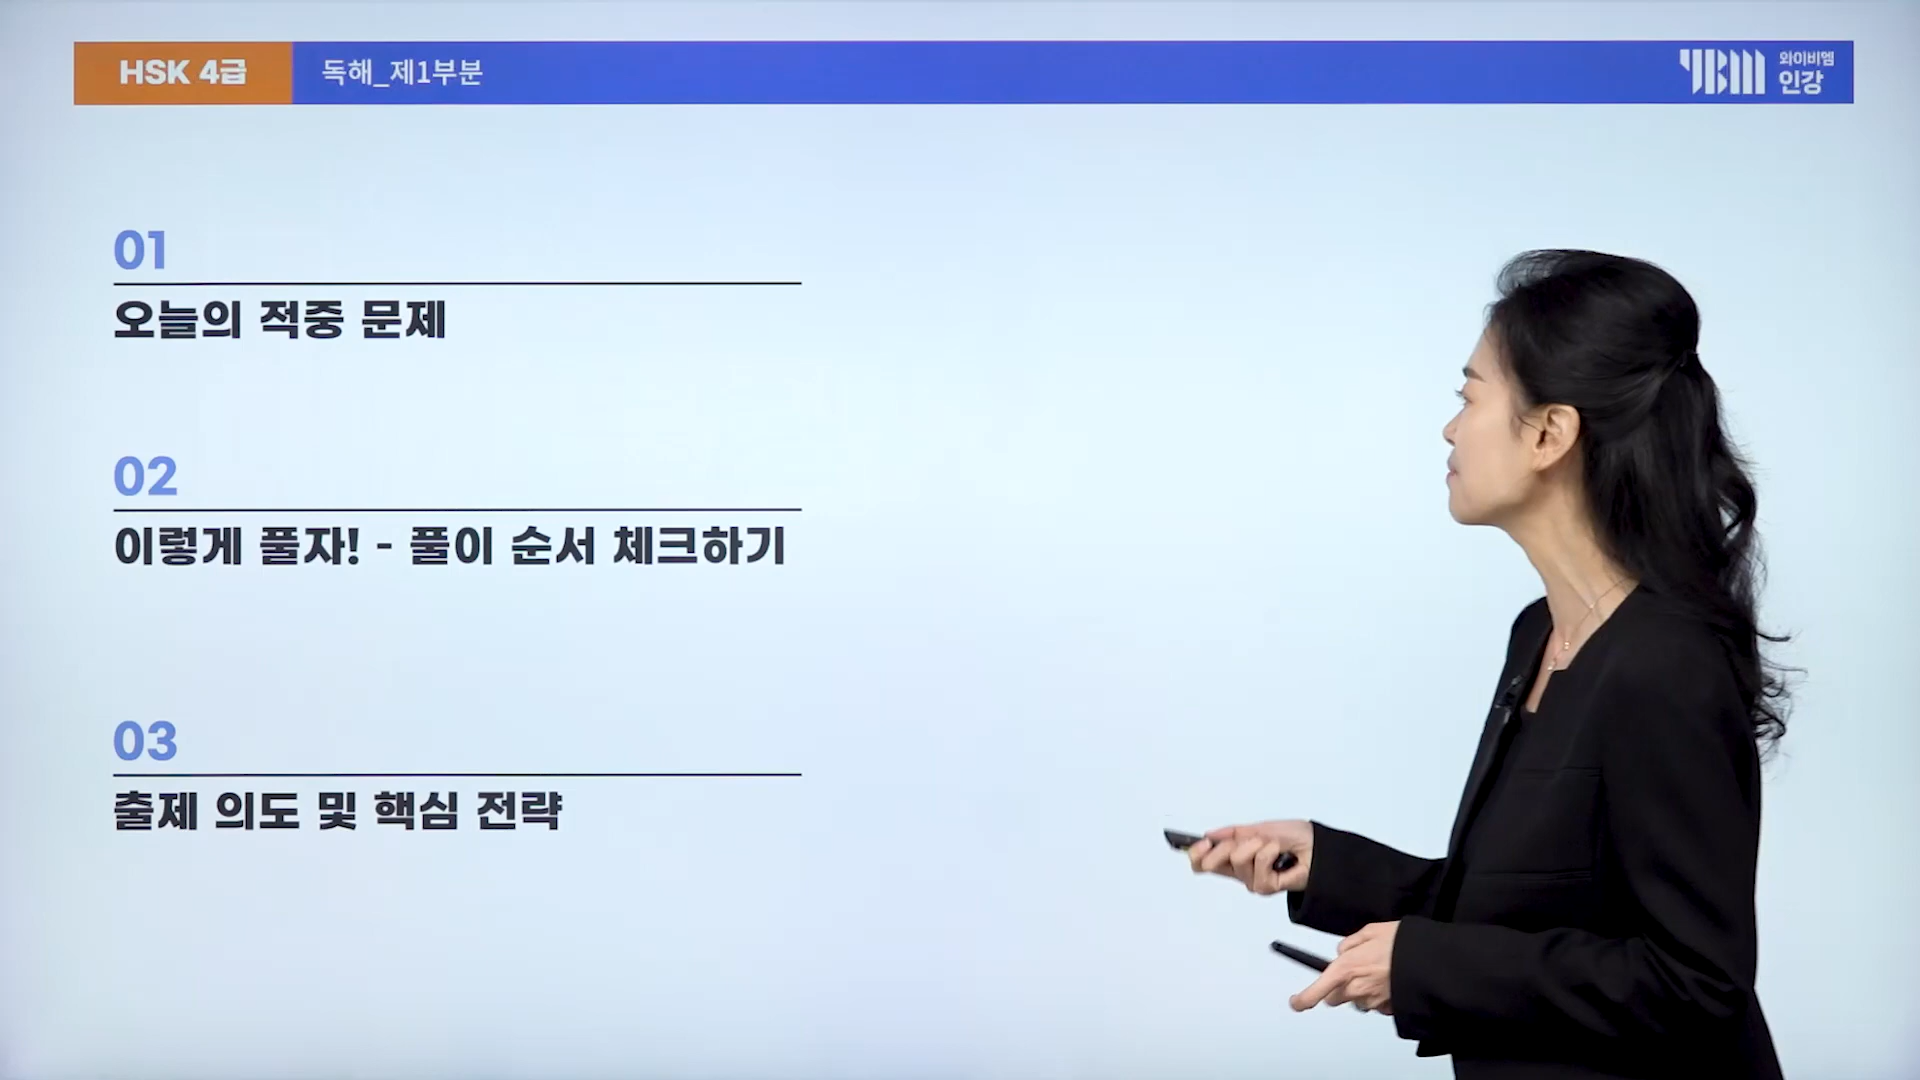 HSK 4급
독해_제1부분
YBM 와이비엠
인강
01
오늘의 적중 문제
02
이렇게 풀자! - 풀이 순서 체크하기
03
출제 의도 및 핵심 전략